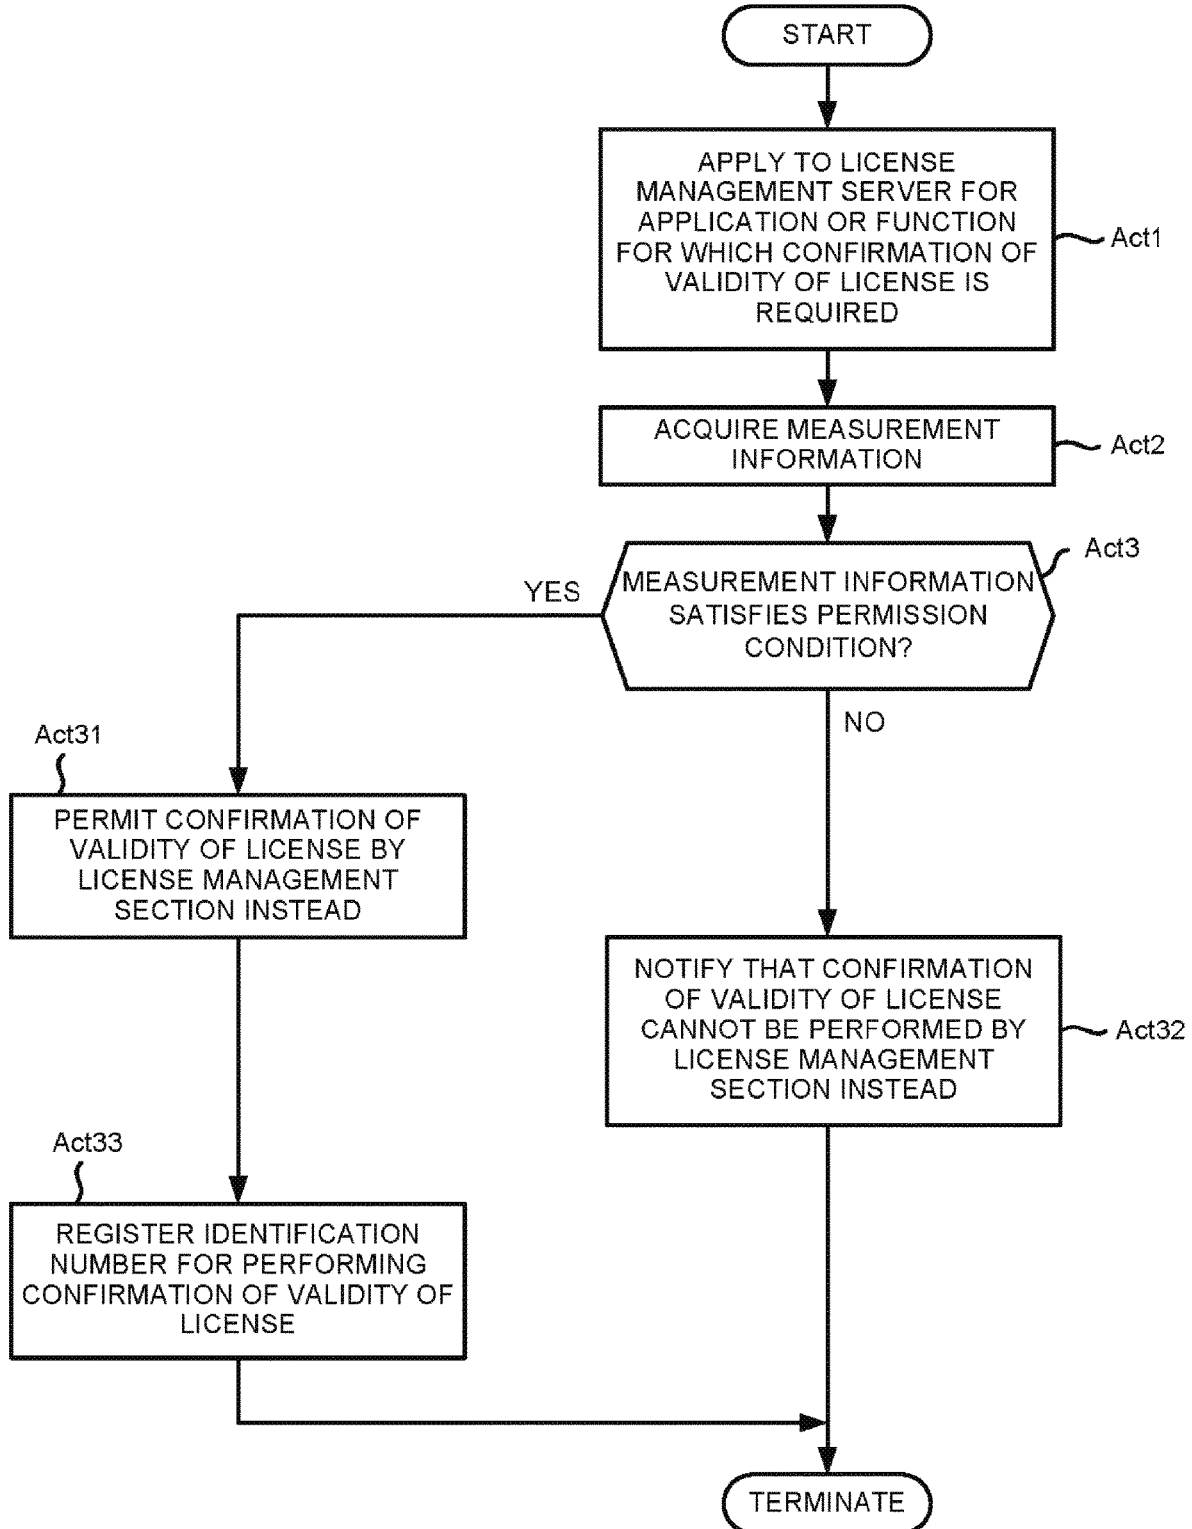 START
APPLY TO LICENSE
MANAGEMENT SERVER FOR
APPLICATION OR FUNCTION
FOR WHICH CONFIRMATION OF
VALIDITY OF LICENSE IS
REQUIRED
Act1
ACQUIRE MEASUREMENT
INFORMATION
Act2
Act3
MEASUREMENT INFORMATION
SATISFIES PERMISSION
CONDITION?
YES
NO
Act31
PERMIT CONFIRMATION OF
VALIDITY OF LICENSE BY
LICENSE MANAGEMENT
SECTION INSTEAD
NOTIFY THAT CONFIRMATION
OF VALIDITY OF LICENSE
CANNOT BE PERFORMED BY
LICENSE MANAGEMENT
SECTION INSTEAD
Act32
Act33
REGISTER IDENTIFICATION
NUMBER FOR PERFORMING
CONFIRMATION OF VALIDITY OF
LICENSE
TERMINATE